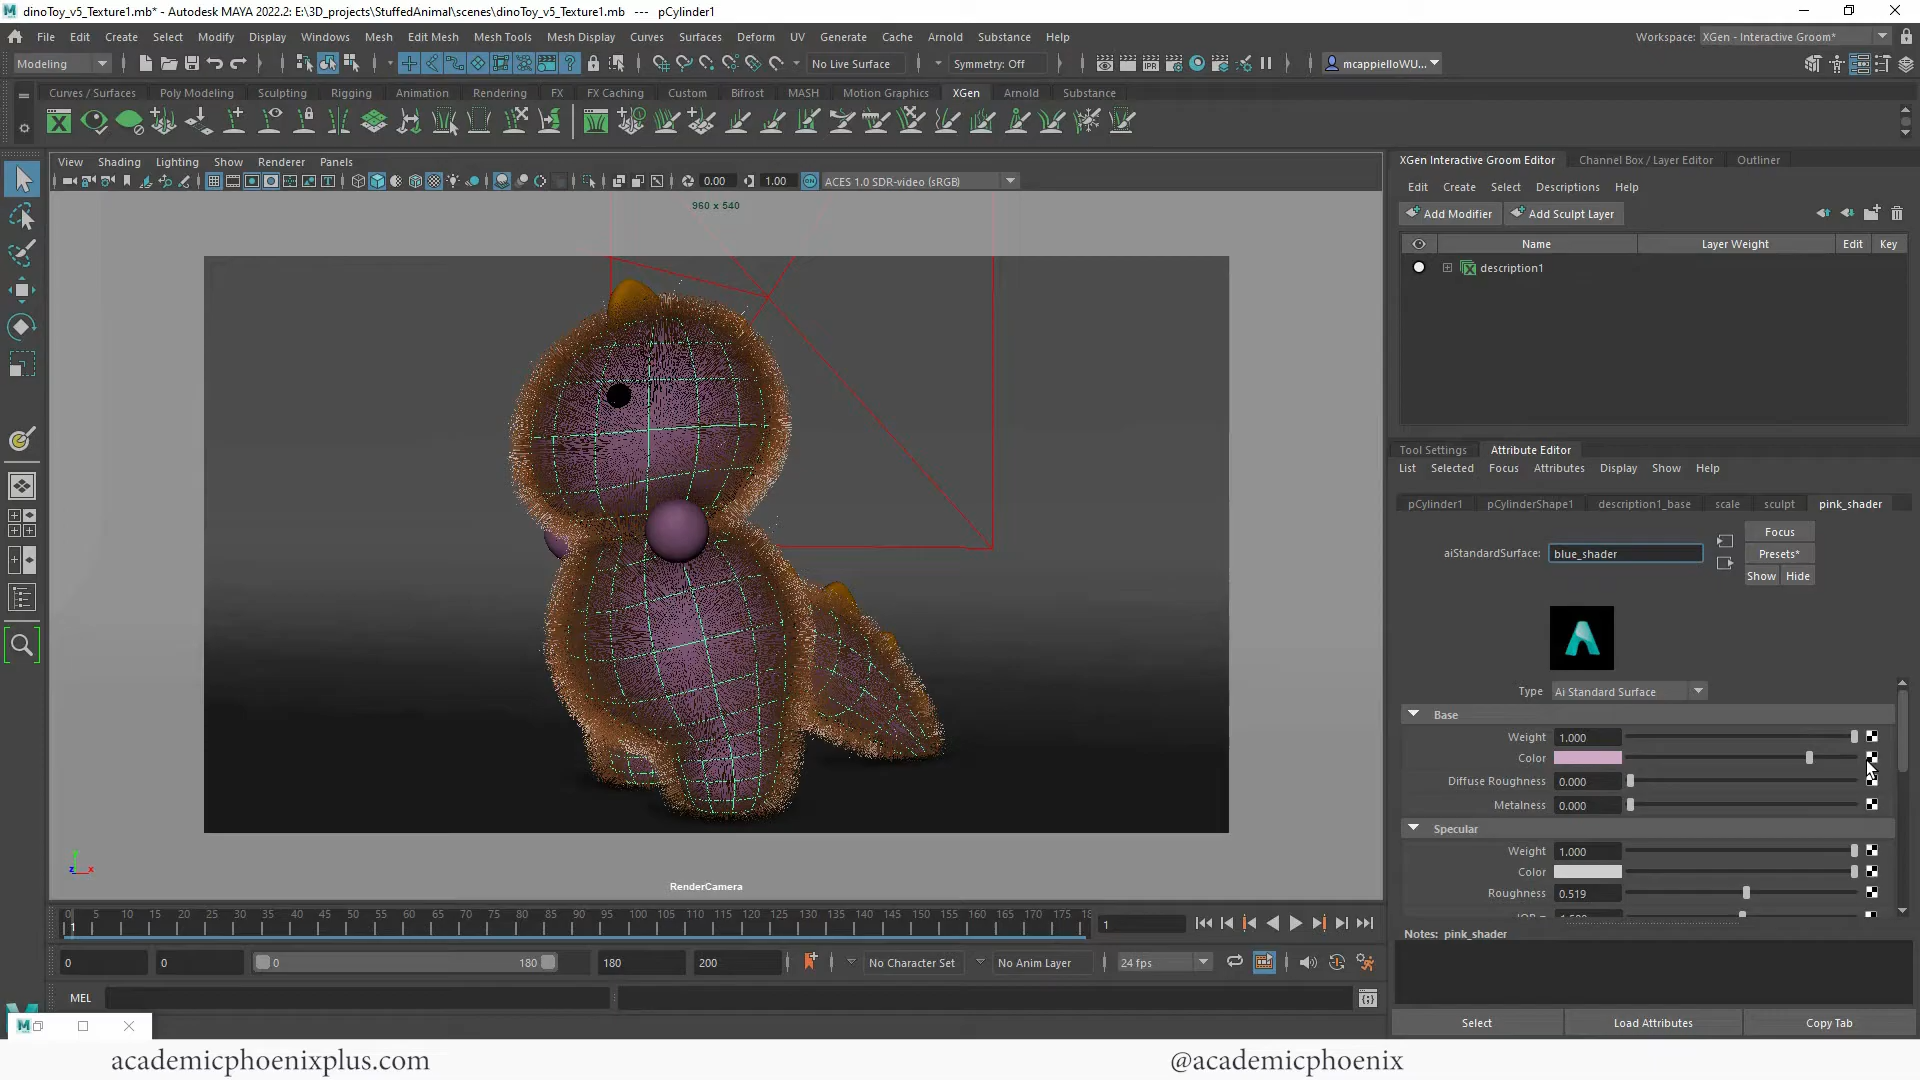 dinoToy_v5_Texture1.mb* - Autodesk MAYA 2022.2: E:\3D_projects\StuffedAnimal\scenes\dinoToy_v5_Texture1.mb --- pCylinder1
File Edit Create Select Modify Display Windows Mesh Edit Mesh Mesh Tools Mesh Display Curves Surfaces Deform UV Generate Cache Arnold Substance Help Workspace: XGen - Interactive Groom*
Modeling No Live Surface Symmetry: Off mcappielloWU...
Curves / Surfaces Poly Modeling Sculpting Rigging Animation Rendering FX FX Caching Custom Bifrost MASH Motion Graphics XGen Arnold Substance
View Shading Lighting Show Renderer Panels
0.00 1.00 ACES 1.0 SDR-video (sRGB)
960 x 540
RenderCamera
XGen Interactive Groom Editor Channel Box / Layer Editor Outliner
Edit Create Select Descriptions Help
Add Modifier Add Sculpt Layer
Name Layer Weight Edit Key
description1
Tool Settings Attribute Editor
List Selected Focus Attributes Display Show Help
pCylinder1 pCylinderShape1 description1_base scale sculpt pink_shader
Focus
aiStandardSurface: blue_shader Presets*
Show Hide
Type Ai Standard Surface
Base
Weight 1.000
Color
Diffuse Roughness 0.000
Metalness 0.000
Specular
Weight 1.000
Color
Roughness 0.519
Notes: pink_shader
Select Load Attributes Copy Tab
0 5 10 15 20 25 30 35 40 45 50 55 60 65 70 75 80 85 90 95 100 105 110 115 120 125 130 135 140 145 150 155 160 165 170 175 18
1 1
0 0 0 180 180 200 No Character Set No Anim Layer 24 fps
MEL
academicphoenixplus.com @academicphoenix